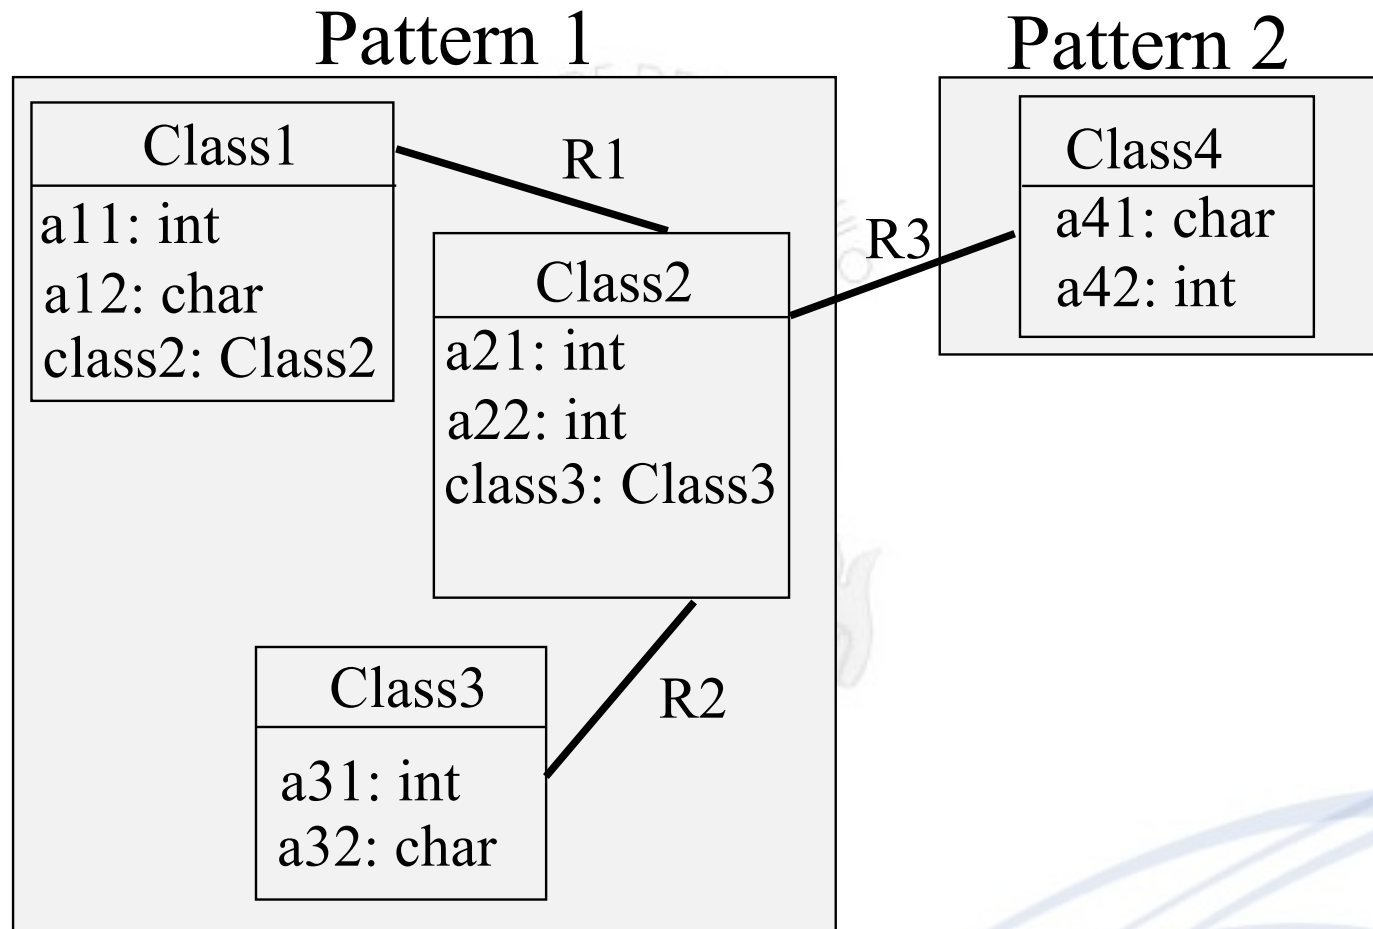 Pattern 1
Pattern 2
Class1
a11: int
a12: char
class2: Class2
R1
Class2
a21: int
a22: int
class3: Class3
R3
Class4
a41: char
a42: int
Class3
a31: int
a32: char
R2